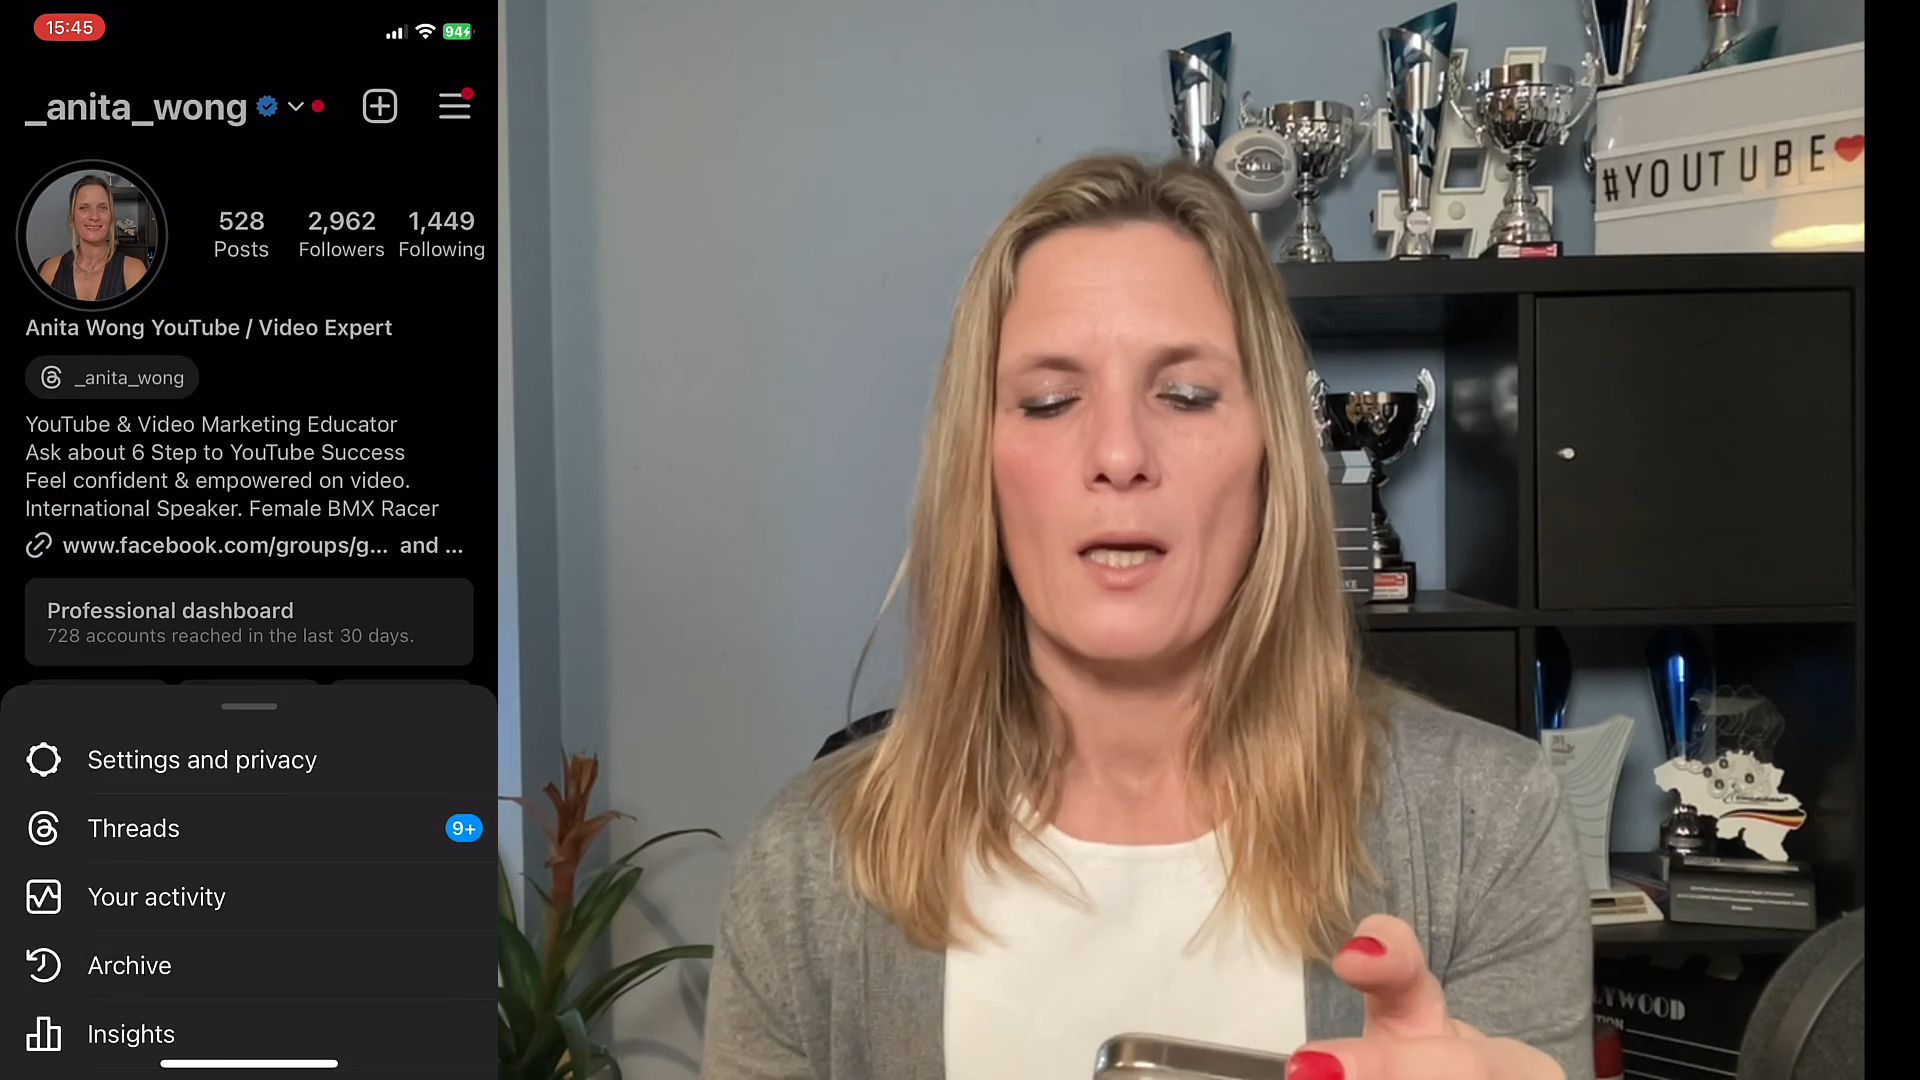 15:45
94
_anita_wong
528
Posts
2,962
Followers
1,449
Following
Anita Wong YouTube / Video Expert
_anita_wong
YouTube & Video Marketing Educator
Ask about 6 Step to YouTube Success
Feel confident & empowered on video.
International Speaker. Female BMX Racer
www.facebook.com/groups/g... and ...
Professional dashboard
728 accounts reached in the last 30 days.
Settings and privacy
Threads
9+
Your activity
Archive
Insights
#YOUTUBE
LYWOOD